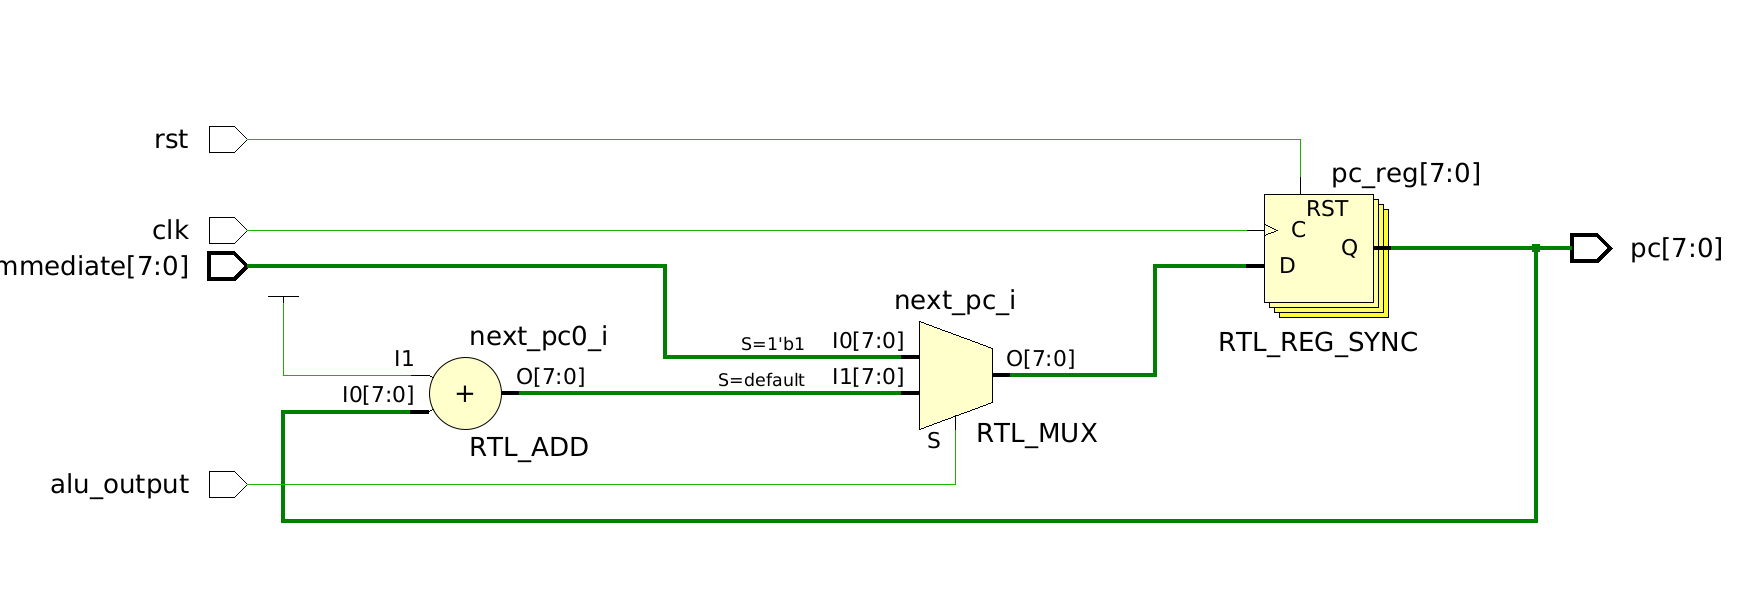 rst
pc_reg[7:0]
RST
clk
C
Q
pc[7:0]
mmediate[7:0]
D
next_pc_i
next_pc0_i
S=1'b1
I0[7:0]
RTL_REG_SYNC
I1
O[7:0]
S=default
I1[7:0]
O[7:0]
I0[7:0]
+
RTL_ADD
S
RTL_MUX
alu_output